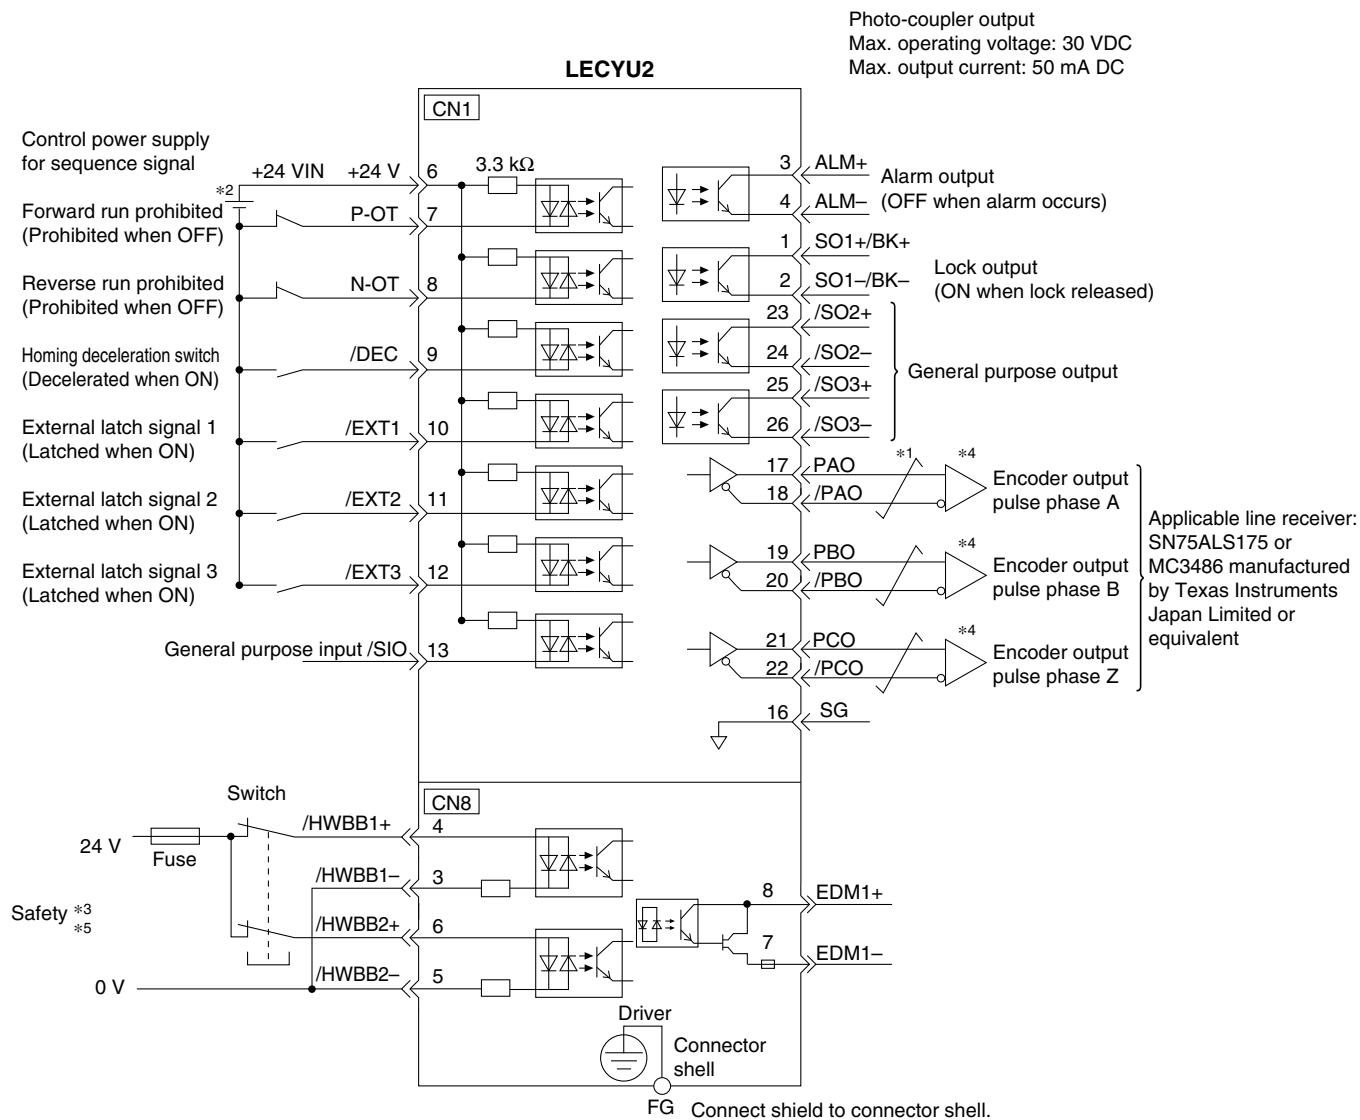 Photo-coupler output
Max. operating voltage: 30 VDC
Max. output current: 50 mA DC
LECYU2
CN1
Control power supply
for sequence signal
+24 VIN
+24 V
6
3.3 kΩ
*2
Forward run prohibited
(Prohibited when OFF)
P-OT
7
Reverse run prohibited
(Prohibited when OFF)
N-OT
8
Homing deceleration switch
(Decelerated when ON)
/DEC
9
External latch signal 1
(Latched when ON)
/EXT1
10
External latch signal 2
(Latched when ON)
/EXT2
11
External latch signal 3
(Latched when ON)
/EXT3
12
General purpose input /SIO
13
3
ALM+
4
ALM–
Alarm output
(OFF when alarm occurs)
1
SO1+/BK+
2
SO1–/BK–
Lock output
(ON when lock released)
23
/SO2+
24
/SO2–
25
/SO3+
26
/SO3–
General purpose output
17
PAO
18
/PAO
*1
*4
Encoder output
pulse phase A
19
PBO
20
/PBO
*4
Encoder output
pulse phase B
21
PCO
22
/PCO
*4
Encoder output
pulse phase Z
Applicable line receiver:
SN75ALS175 or
MC3486 manufactured
by Texas Instruments
Japan Limited or
equivalent
16
SG
CN8
Switch
24 V
Fuse
/HWBB1+
4
/HWBB1–
3
Safety *3
*5
/HWBB2+
6
/HWBB2–
5
0 V
8
EDM1+
7
EDM1–
Driver
Connector
shell
FG
Connect shield to connector shell.